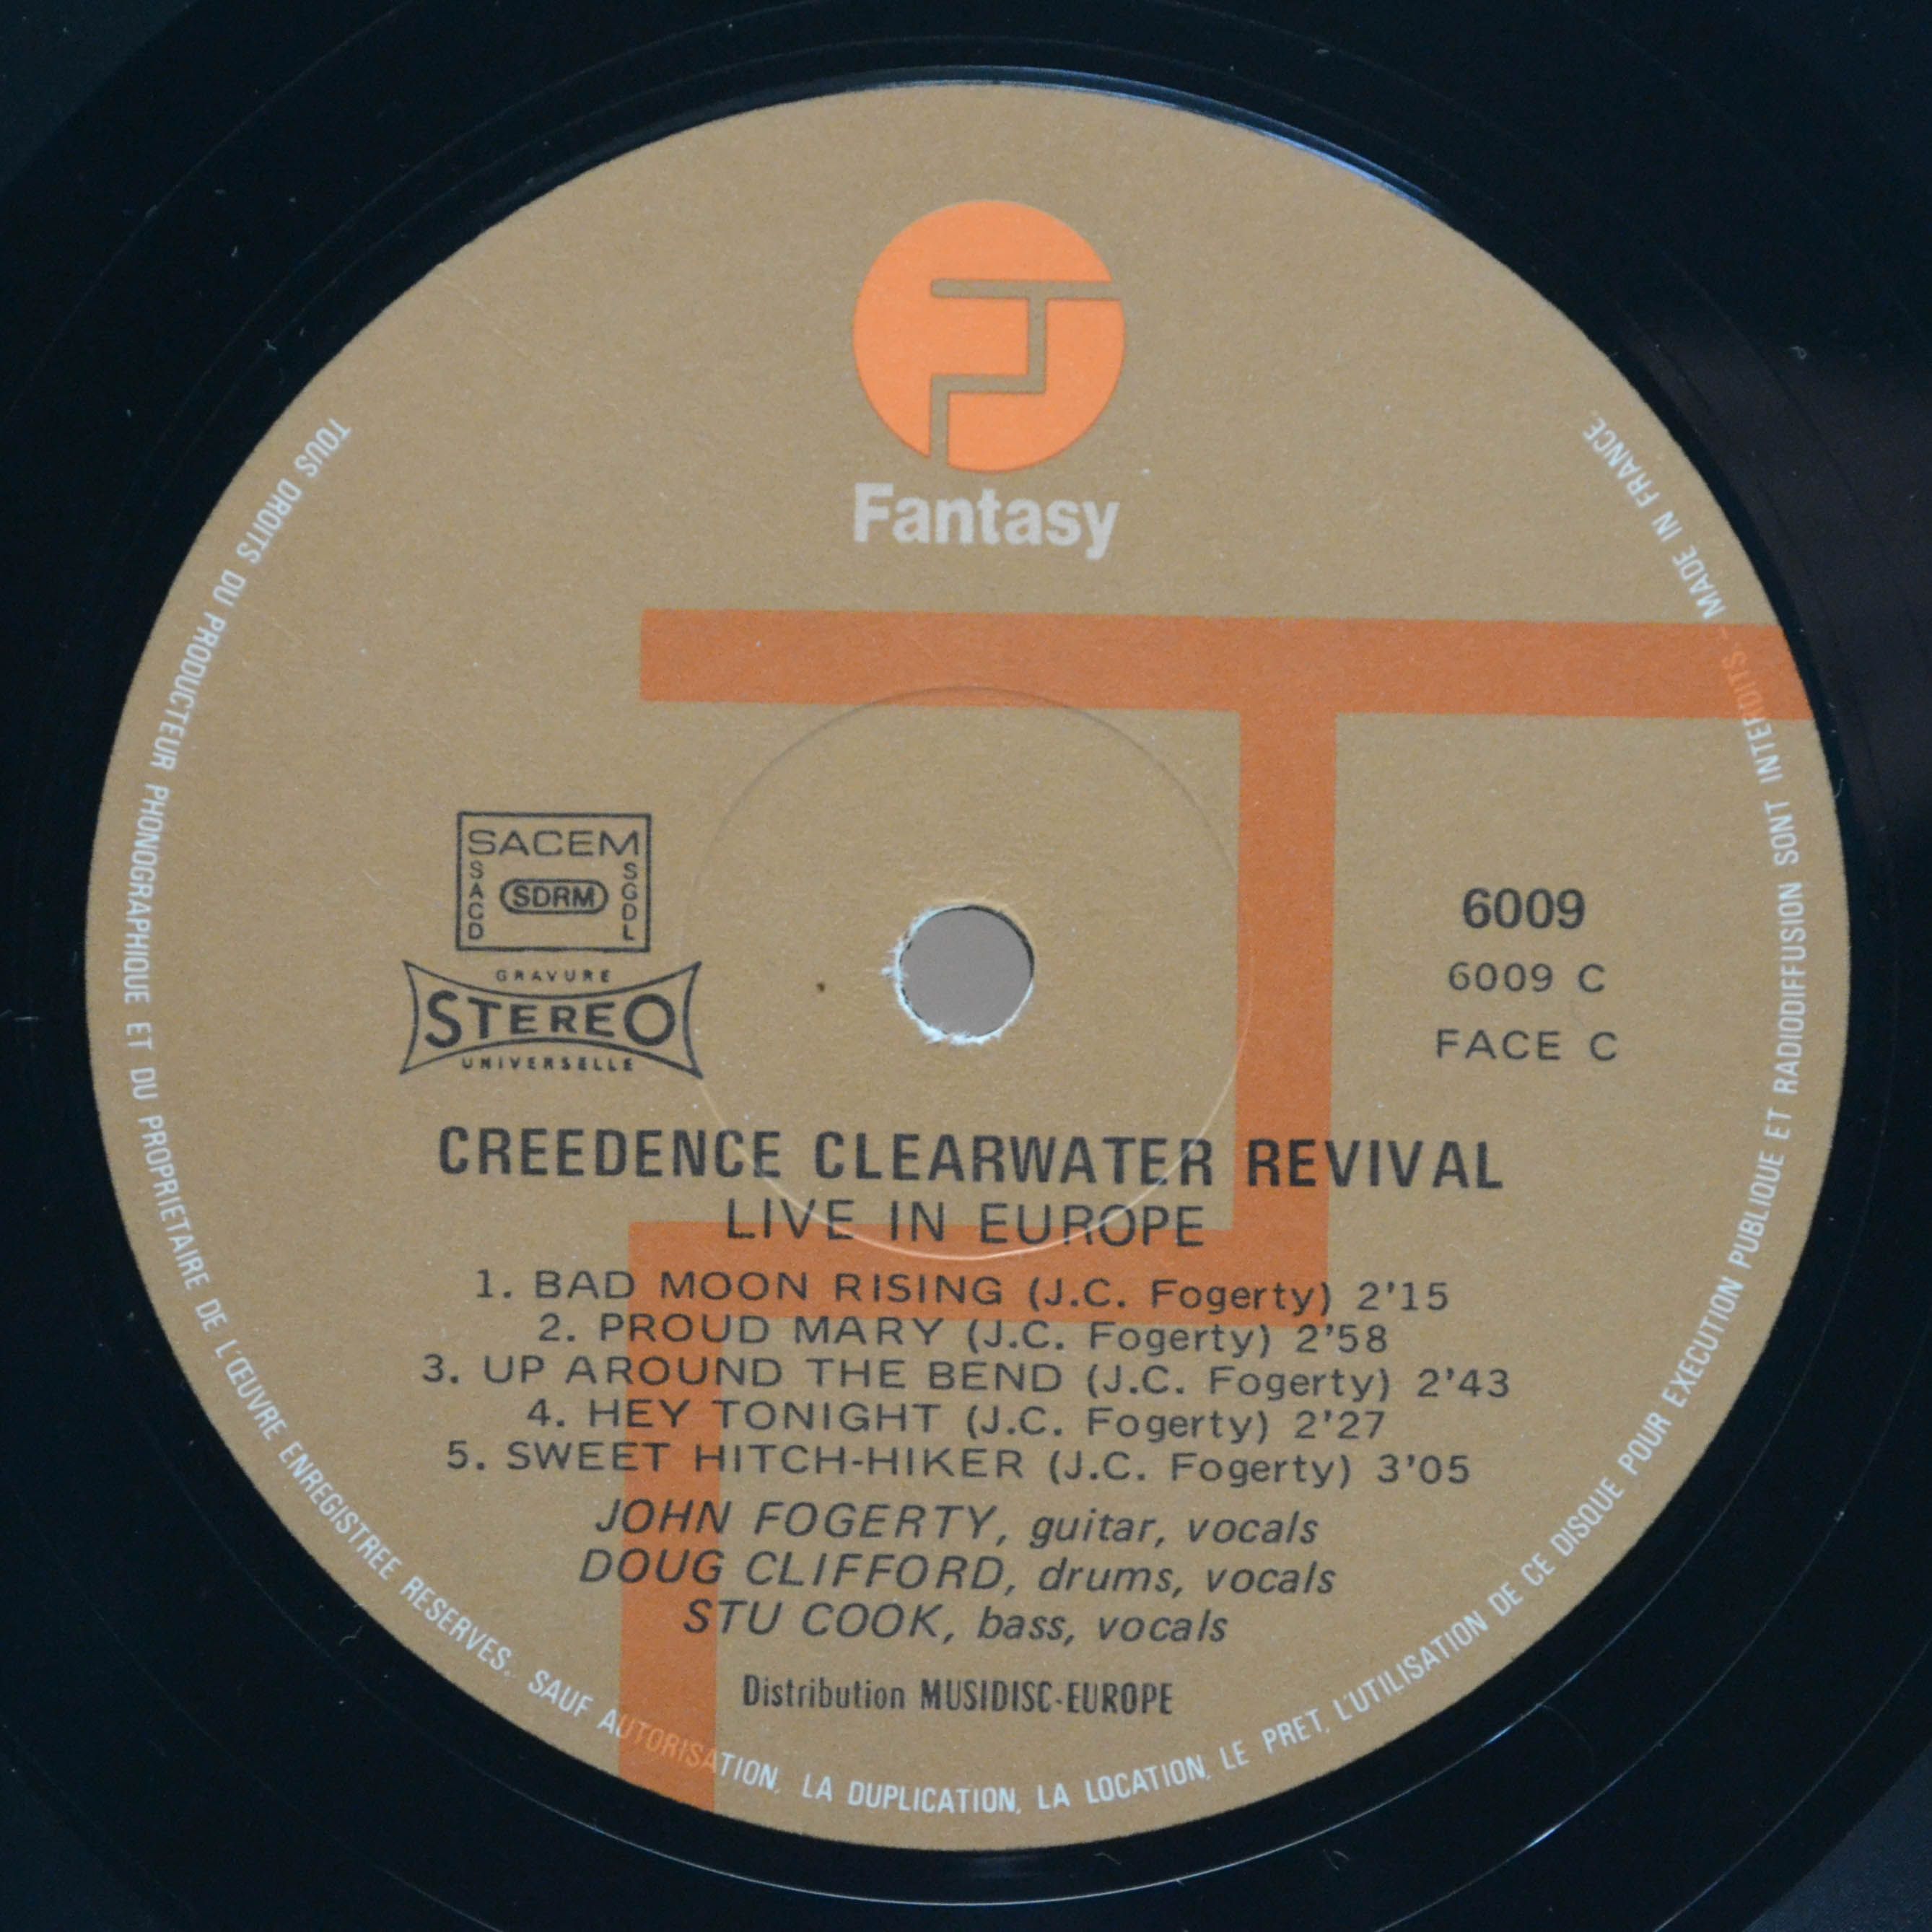 Fantasy
SACEM
SACD
SDRM
SGDL
GRAVURE
STEREO
UNIVERSELLE
6009
6009 C
FACE C
CREEDENCE CLEARWATER REVIVAL
LIVE IN EUROPE
1. BAD MOON RISING (J.C. Fogerty) 2'15
2. PROUD MARY (J.C. Fogerty) 2'58
3. UP AROUND THE BEND (J.C. Fogerty) 2'43
4. HEY TONIGHT (J.C. Fogerty) 2'27
5. SWEET HITCH-HIKER (J.C. Fogerty) 3'05
JOHN FOGERTY, guitar, vocals
DOUG CLIFFORD, drums, vocals
STU COOK, bass, vocals
Distribution MUSIDISC-EUROPE
TOUS DROITS DU PRODUCTEUR PHONOGRAPHIQUE ET DU PROPRIETAIRE DE L'ŒUVRE ENREGISTREE RESERVES. SAUF AUTORISATION, LA DUPLICATION, LA LOCATION, LE PRET, L'UTILISATION DE CE DISQUE POUR EXECUTION PUBLIQUE ET RADIODIFFUSION SONT INTERDITS. - MADE IN FRANCE.